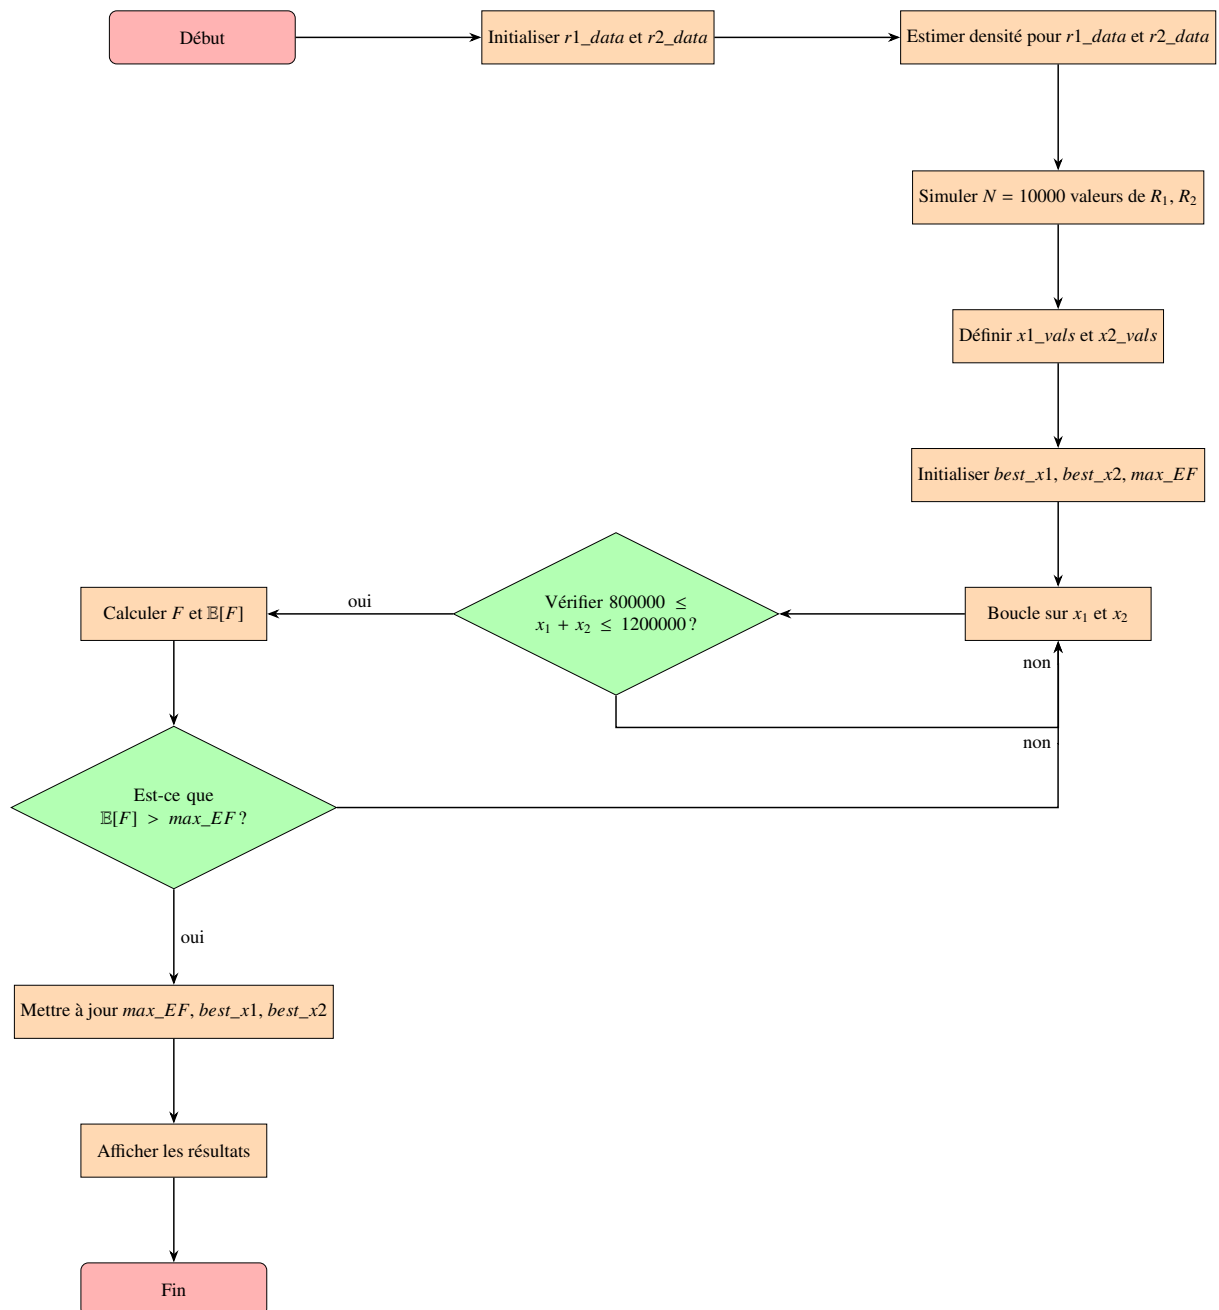 Début
Initialiser r1_data et r2_data
Estimer densité pour r1_data et r2_data
Simuler N = 10000 valeurs de R₁, R₂
Définir x1_vals et x2_vals
Initialiser best_x1, best_x2, max_EF
Boucle sur x₁ et x₂
Vérifier 800000 ≤
x₁ + x₂ ≤ 1200000?
oui
Calculer F et 𝔼[F]
non
non
Est-ce que
𝔼[F] > max_EF?
oui
Mettre à jour max_EF, best_x1, best_x2
Afficher les résultats
Fin